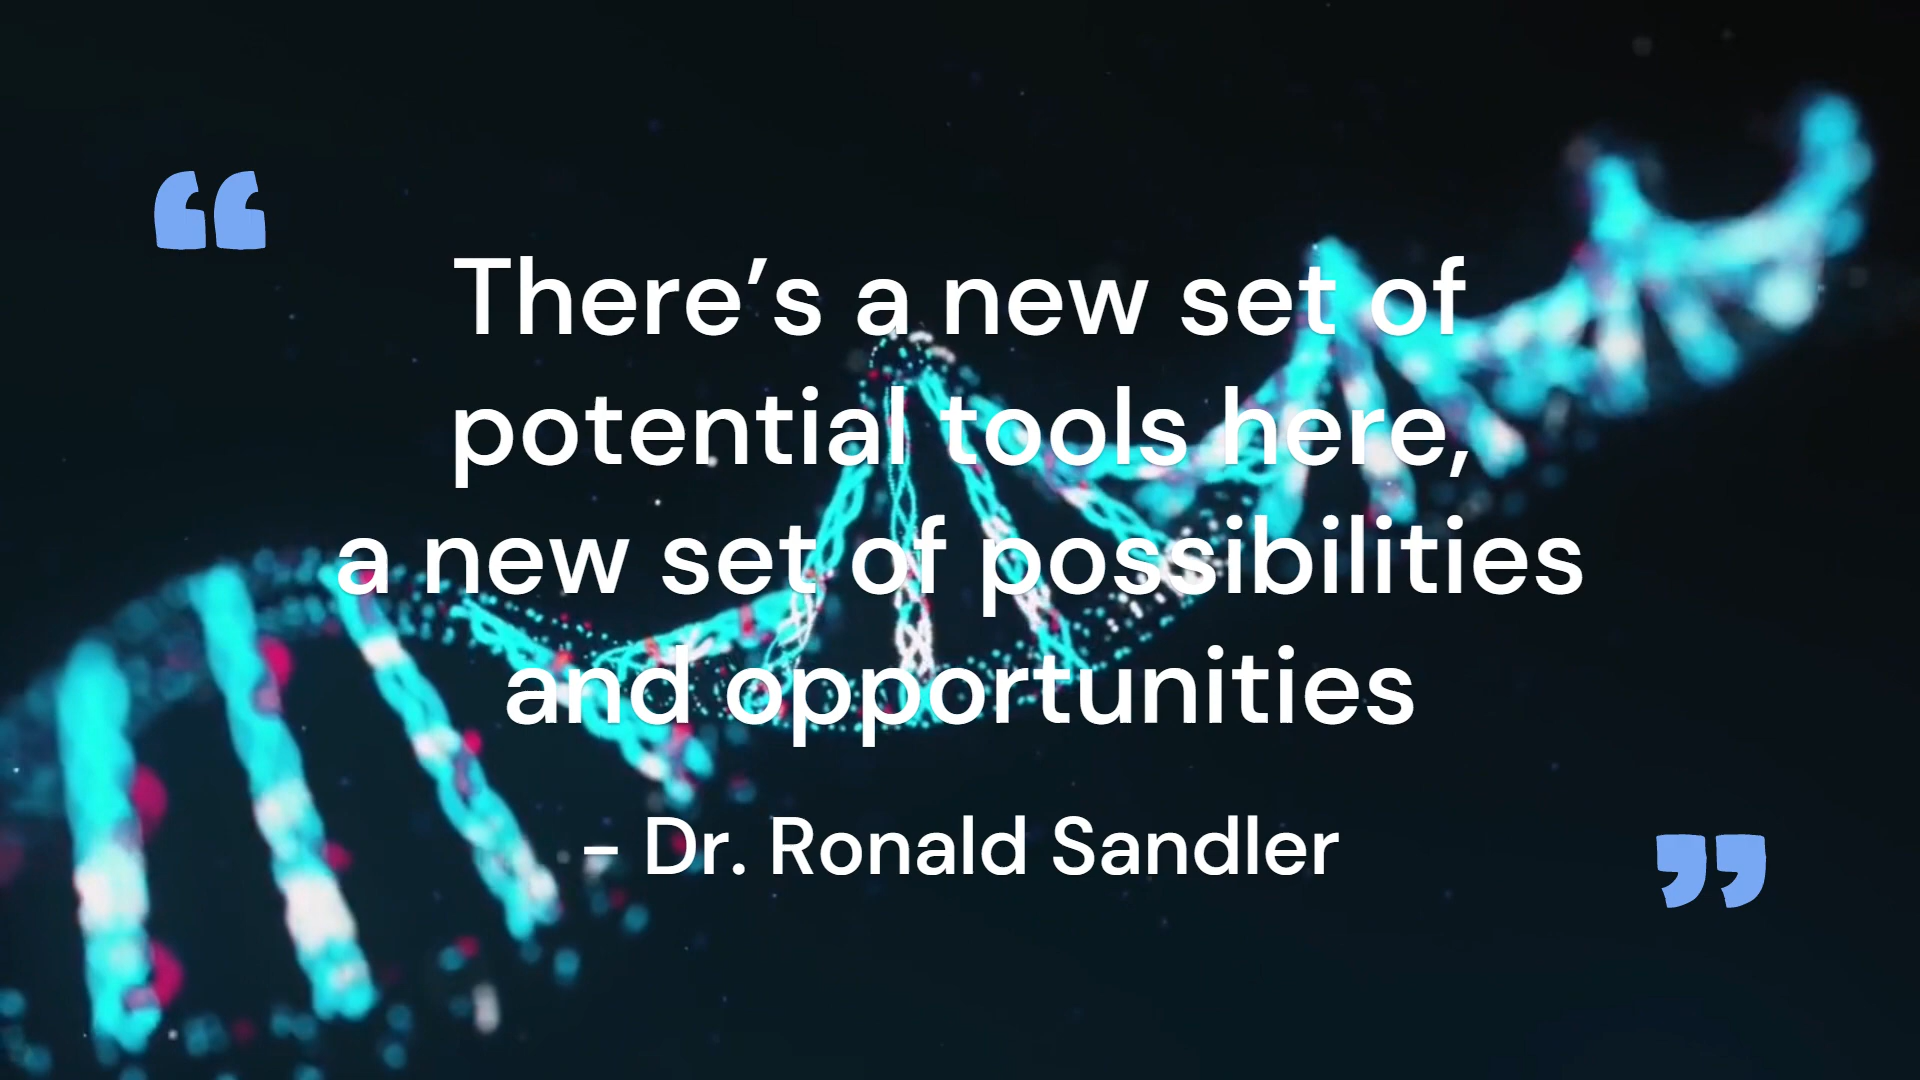 “
There’s a new set of
potential tools here,
a new set of possibilities
and opportunities
- Dr. Ronald Sandler
”